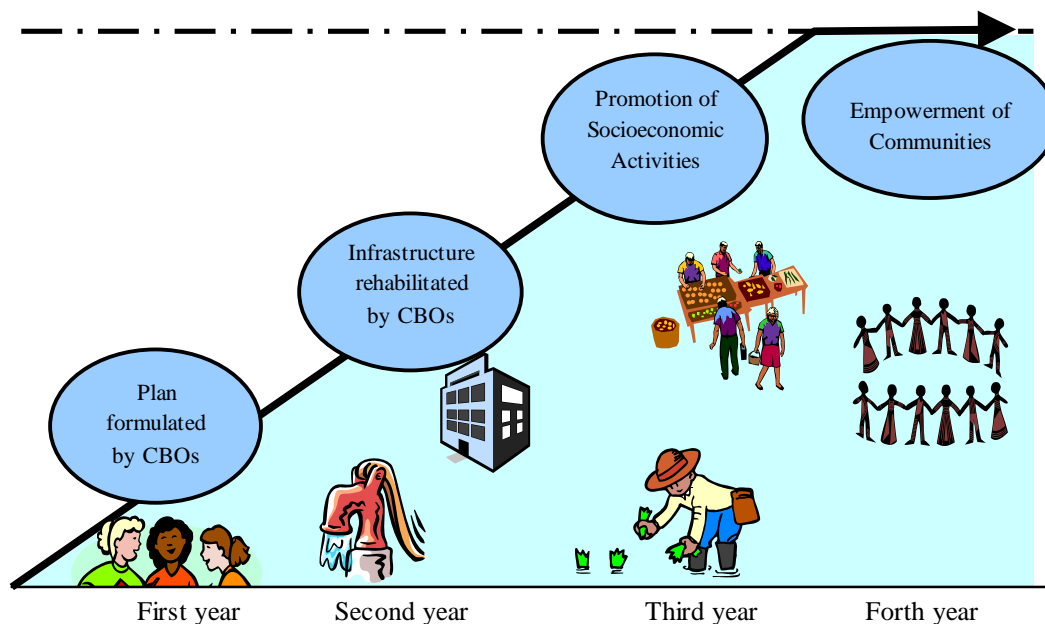 Promotion of
Socioeconomic
Activities
Empowerment of
Communities
Infrastructure
rehabilitated
by CBOs
Plan
formulated
by CBOs
First year
Second year
Third year
Forth year